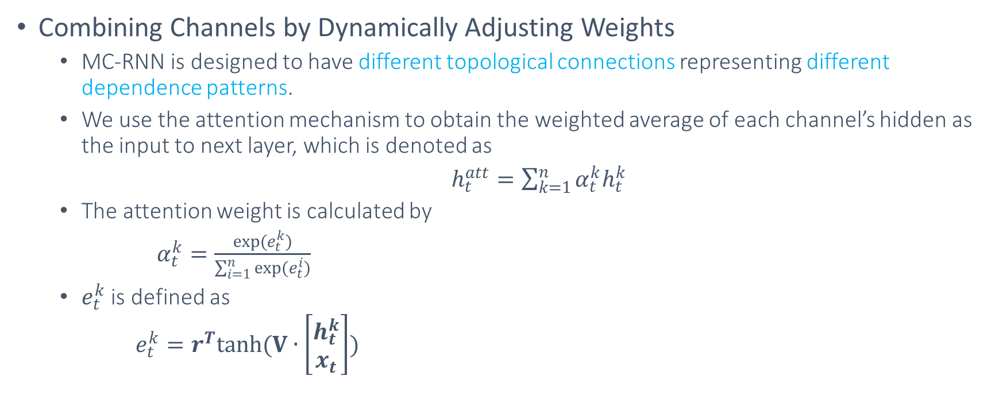 • Combining Channels by Dynamically Adjusting Weights
• MC-RNN is designed to have different topological connections representing different
dependence patterns.
• We use the attention mechanism to obtain the weighted average of each channel’s hidden as
the input to next layer, which is denoted as
$h_t^{att} = \sum_{k=1}^{n} \alpha_t^k h_t^k$
• The attention weight is calculated by
$\alpha_t^k = \frac{\exp(e_t^k)}{\sum_{i=1}^{n} \exp(e_t^i)}$
• $e_t^k$ is defined as
$e_t^k = \boldsymbol{r}^{\boldsymbol{T}} \tanh(\mathbf{V} \cdot \begin{bmatrix} \boldsymbol{h}_t^k \\ \boldsymbol{x}_t \end{bmatrix})$